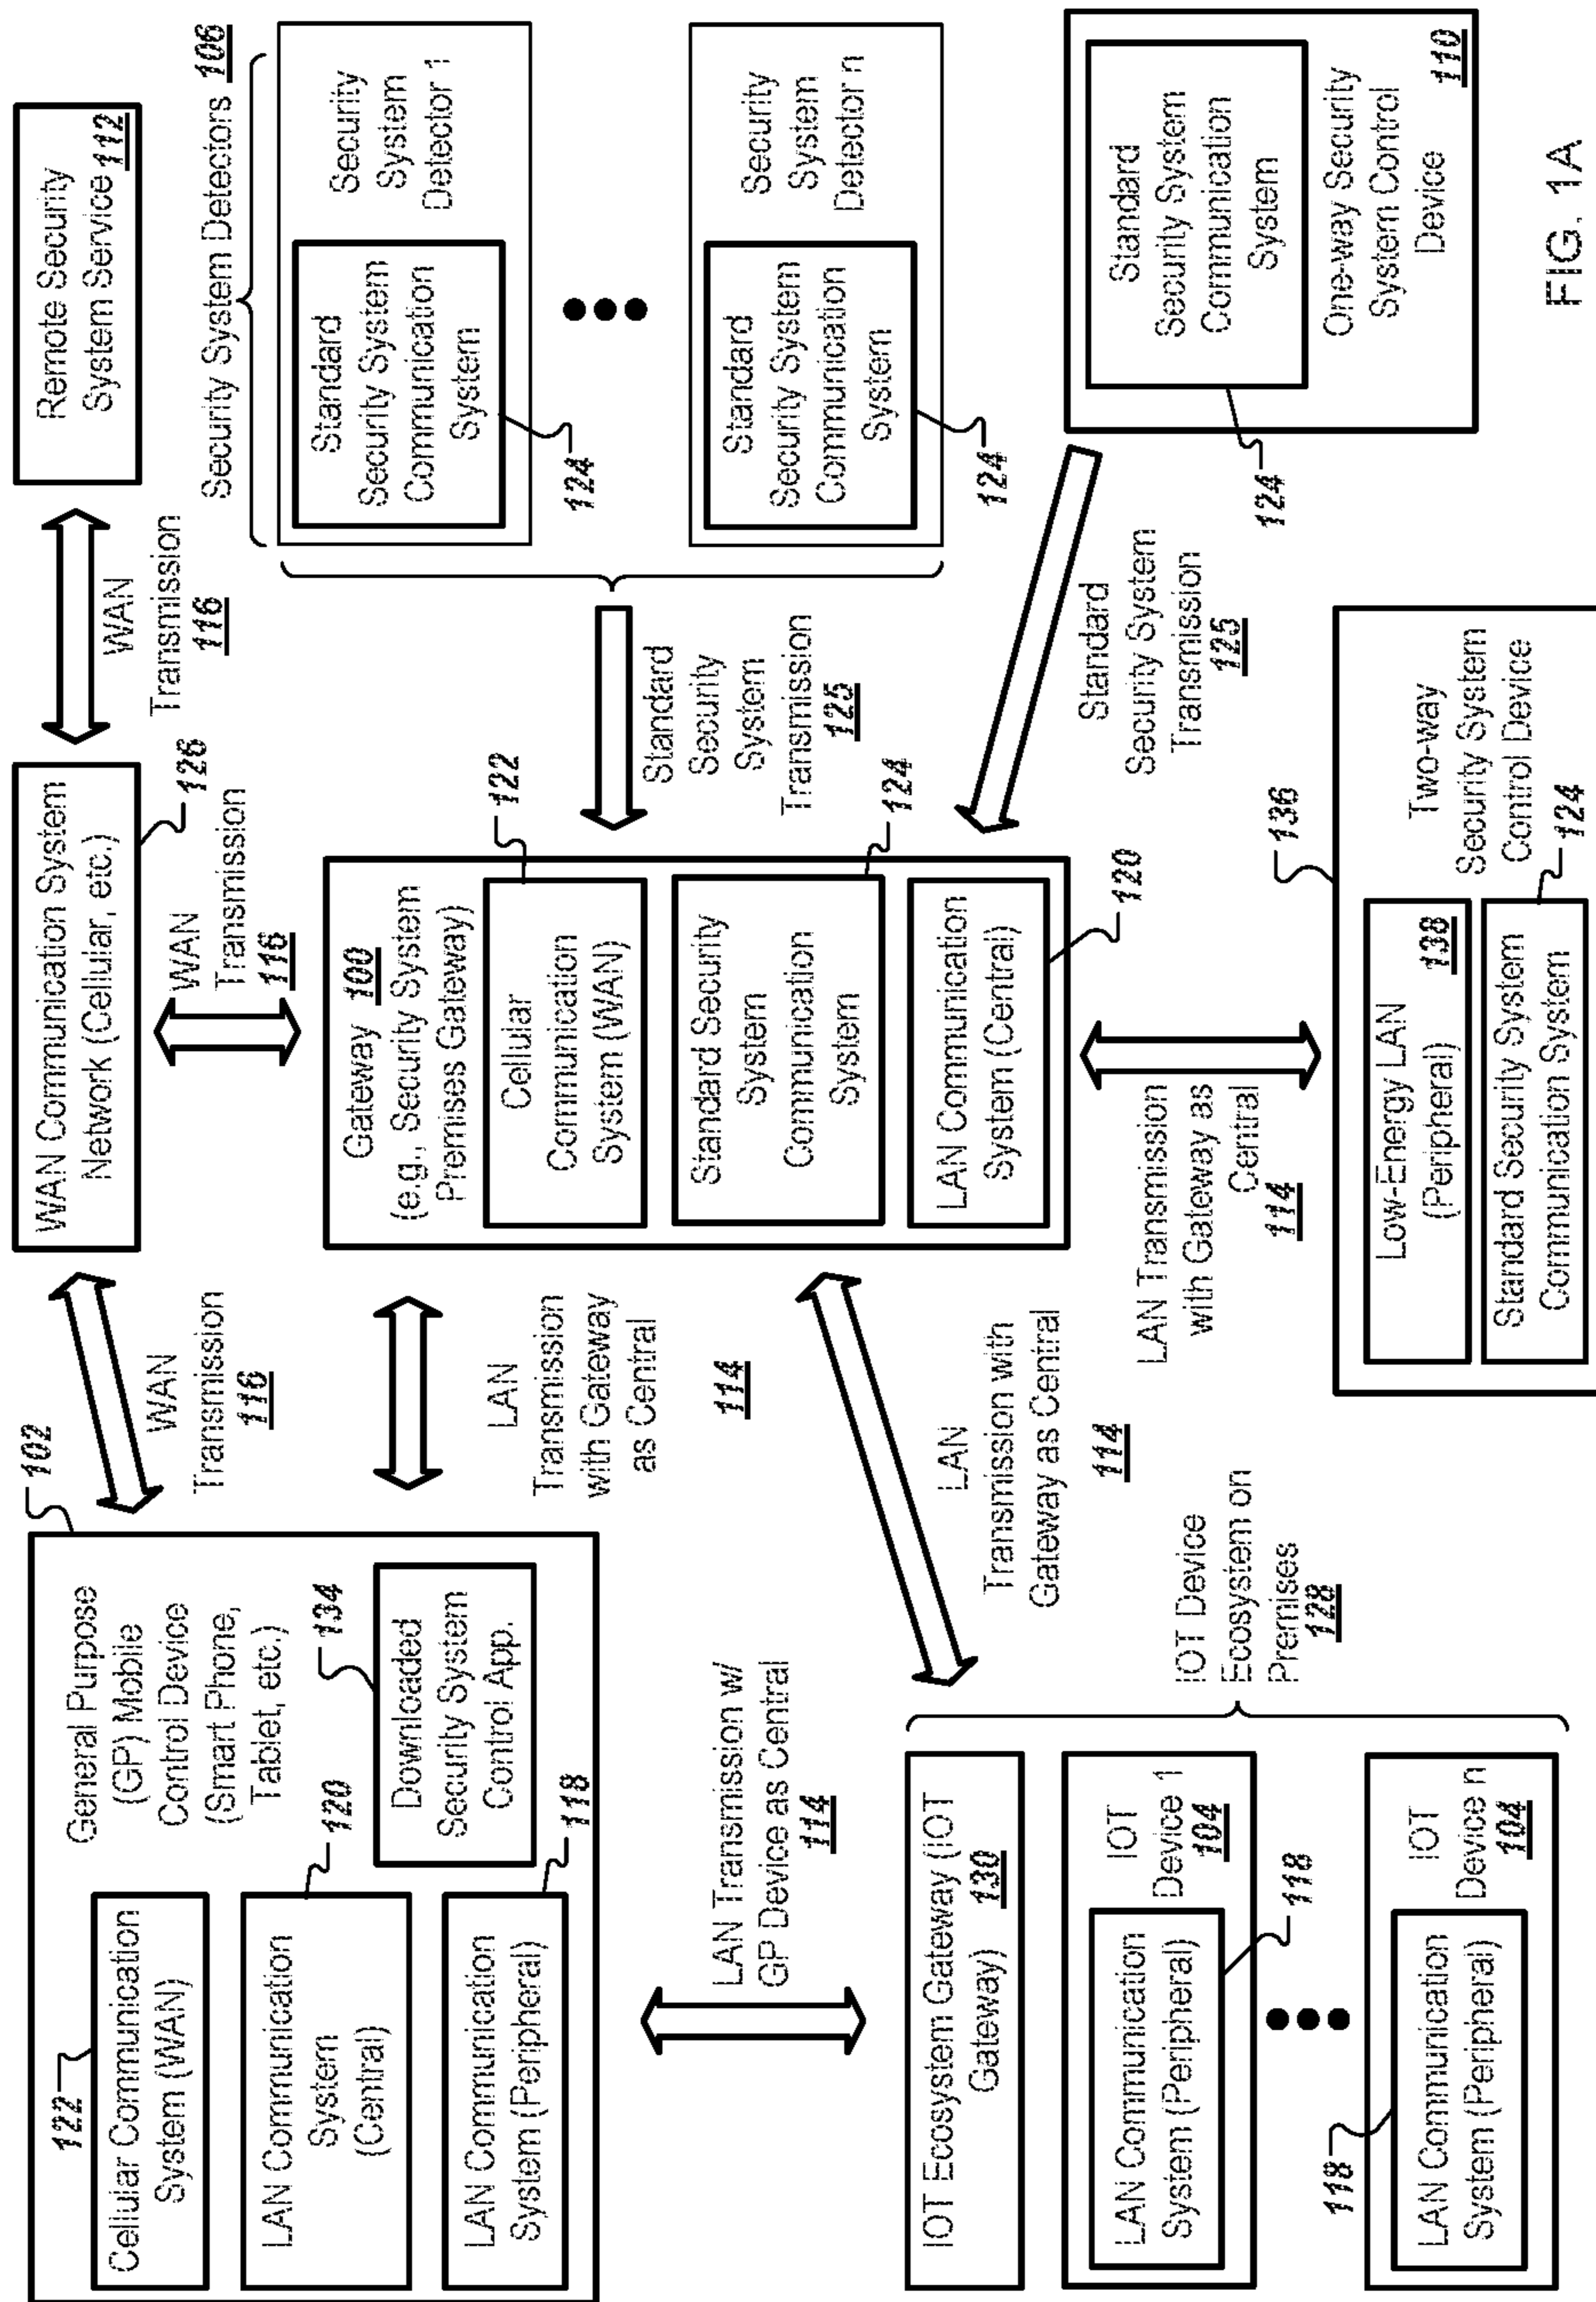 122
Cellular Communication
System (WAN)
LAN Communication
System
(Central)
LAN Communication
System (Peripheral)
General Purpose
(GP) Mobile
Control Device
(Smart Phone,
Tablet, etc.)
120
134
Downloaded
Security System
Control App.
118
102
WAN
Transmission
116
WAN Communication System
Network (Cellular, etc.)
126
WAN
Transmission
116
WAN
Transmission
116
Remote Security
System Service 112
LAN
Transmission
with Gateway
as Central
114
Gateway 100
(e.g., Security System
Premises Gateway)
Cellular
Communication
System (WAN)
122
Standard Security
System
Communication
System
124
LAN Communication
System (Central)
120
Standard
Security
System
Transmission
125
Security System Detectors 106
Standard
Security System
Communication
System
124
Security
System
Detector 1
Standard
Security System
Communication
System
124
Security
System
Detector n
Standard
Security System
Transmission
125
Standard
Security System
Communication
System
124
One-way Security
System Control
Device
110
LAN Transmission w/
GP Device as Central
114
LAN
Transmission with
Gateway as Central
114
LAN Transmission
with Gateway as
Central
114
IOT Ecosystem Gateway (IOT
Gateway)
130
LAN Communication
System (Peripheral)
118
IOT
Device 1
104
118
LAN Communication
System (Peripheral)
IOT
Device n
104
IOT Device
Ecosystem on
Premises
128
136
Low-Energy LAN
(Peripheral)
138
Standard Security System
Communication System
124
Two-way
Security System
Control Device
FIG. 1A